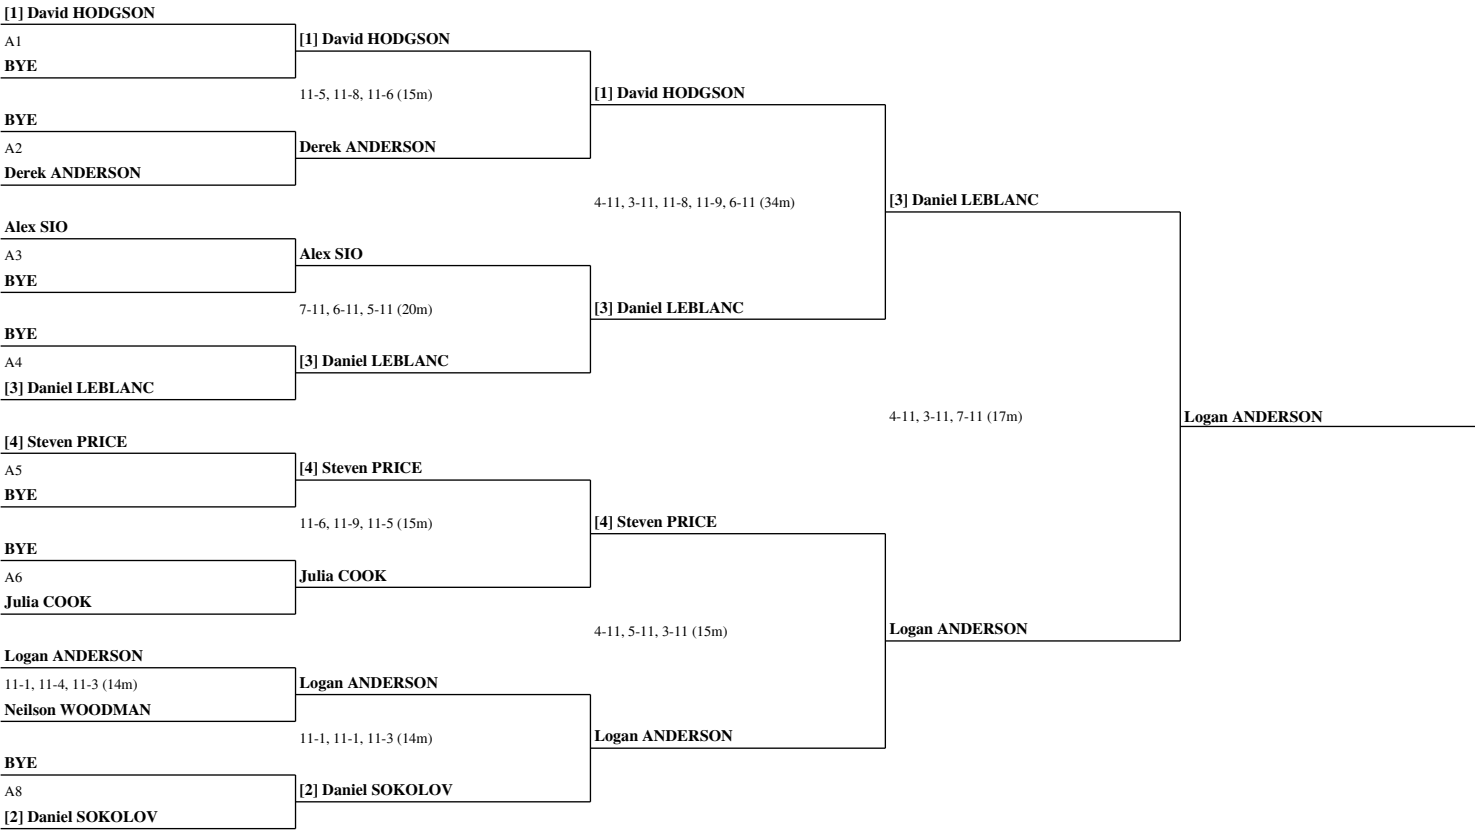 [1] David HODGSON
A1
BYE
[1] David HODGSON
11-5, 11-8, 11-6 (15m)
BYE
A2
Derek ANDERSON
Derek ANDERSON
[1] David HODGSON
4-11, 3-11, 11-8, 11-9, 6-11 (34m)
Alex SIO
A3
BYE
Alex SIO
7-11, 6-11, 5-11 (20m)
BYE
A4
[3] Daniel LEBLANC
[3] Daniel LEBLANC
[3] Daniel LEBLANC
[3] Daniel LEBLANC
4-11, 3-11, 7-11 (17m)
Logan ANDERSON
[4] Steven PRICE
A5
BYE
[4] Steven PRICE
11-6, 11-9, 11-5 (15m)
BYE
A6
Julia COOK
Julia COOK
[4] Steven PRICE
4-11, 5-11, 3-11 (15m)
Logan ANDERSON
Logan ANDERSON
11-1, 11-4, 11-3 (14m)
Neilson WOODMAN
Logan ANDERSON
11-1, 11-1, 11-3 (14m)
Logan ANDERSON
BYE
A8
[2] Daniel SOKOLOV
[2] Daniel SOKOLOV